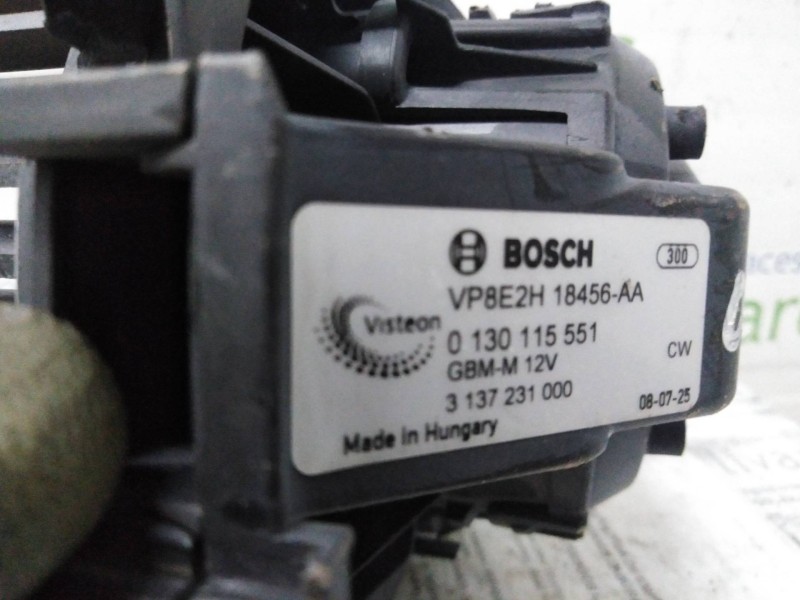 BOSCH
300
VP8E2H 18456-AA
Visteon
0 130 115 551
GBM-M 12V
CW
3 137 231 000
08-07-25
Made in Hungary